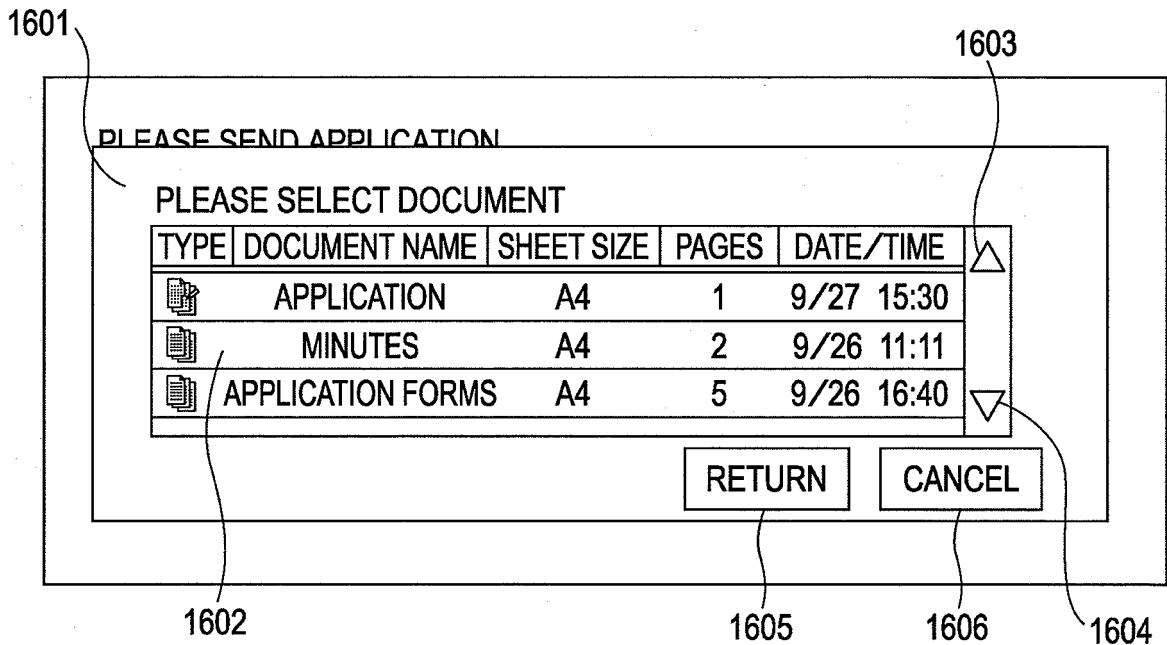 1601
1603
PLEASE SEND APPLICATION
PLEASE SELECT DOCUMENT
TYPE DOCUMENT NAME SHEET SIZE PAGES DATE/TIME
APPLICATION A4 1 9/27 15:30
MINUTES A4 2 9/26 11:11
APPLICATION FORMS A4 5 9/26 16:40
RETURN CANCEL
1602 1605 1606 1604